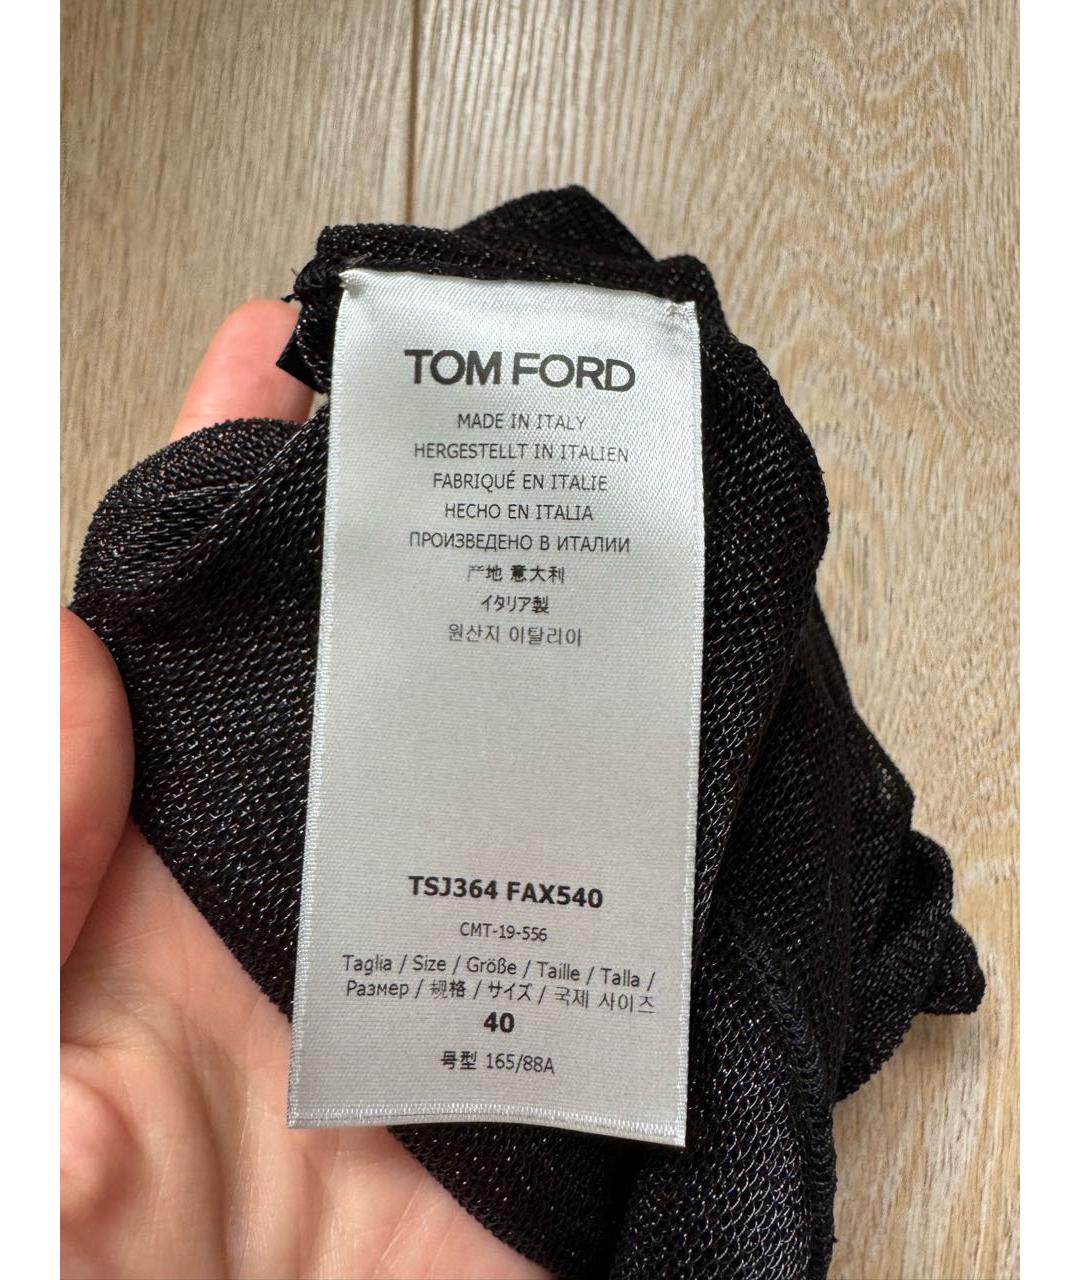 TOM FORD
MADE IN ITALY
HERGESTELLT IN ITALIEN
FABRIQUÉ EN ITALIE
HECHO EN ITALIA
ПРОИЗВЕДЕНО В ИТАЛИИ
产地 意大利
イタリア製
원산지 이탈리아
TSJ364 FAX540
CMT-19-556
Taglia / Size / Größe / Taille / Talla /
Размер / 规格 / サイズ / 국제 사이즈
40
号型 165/88A